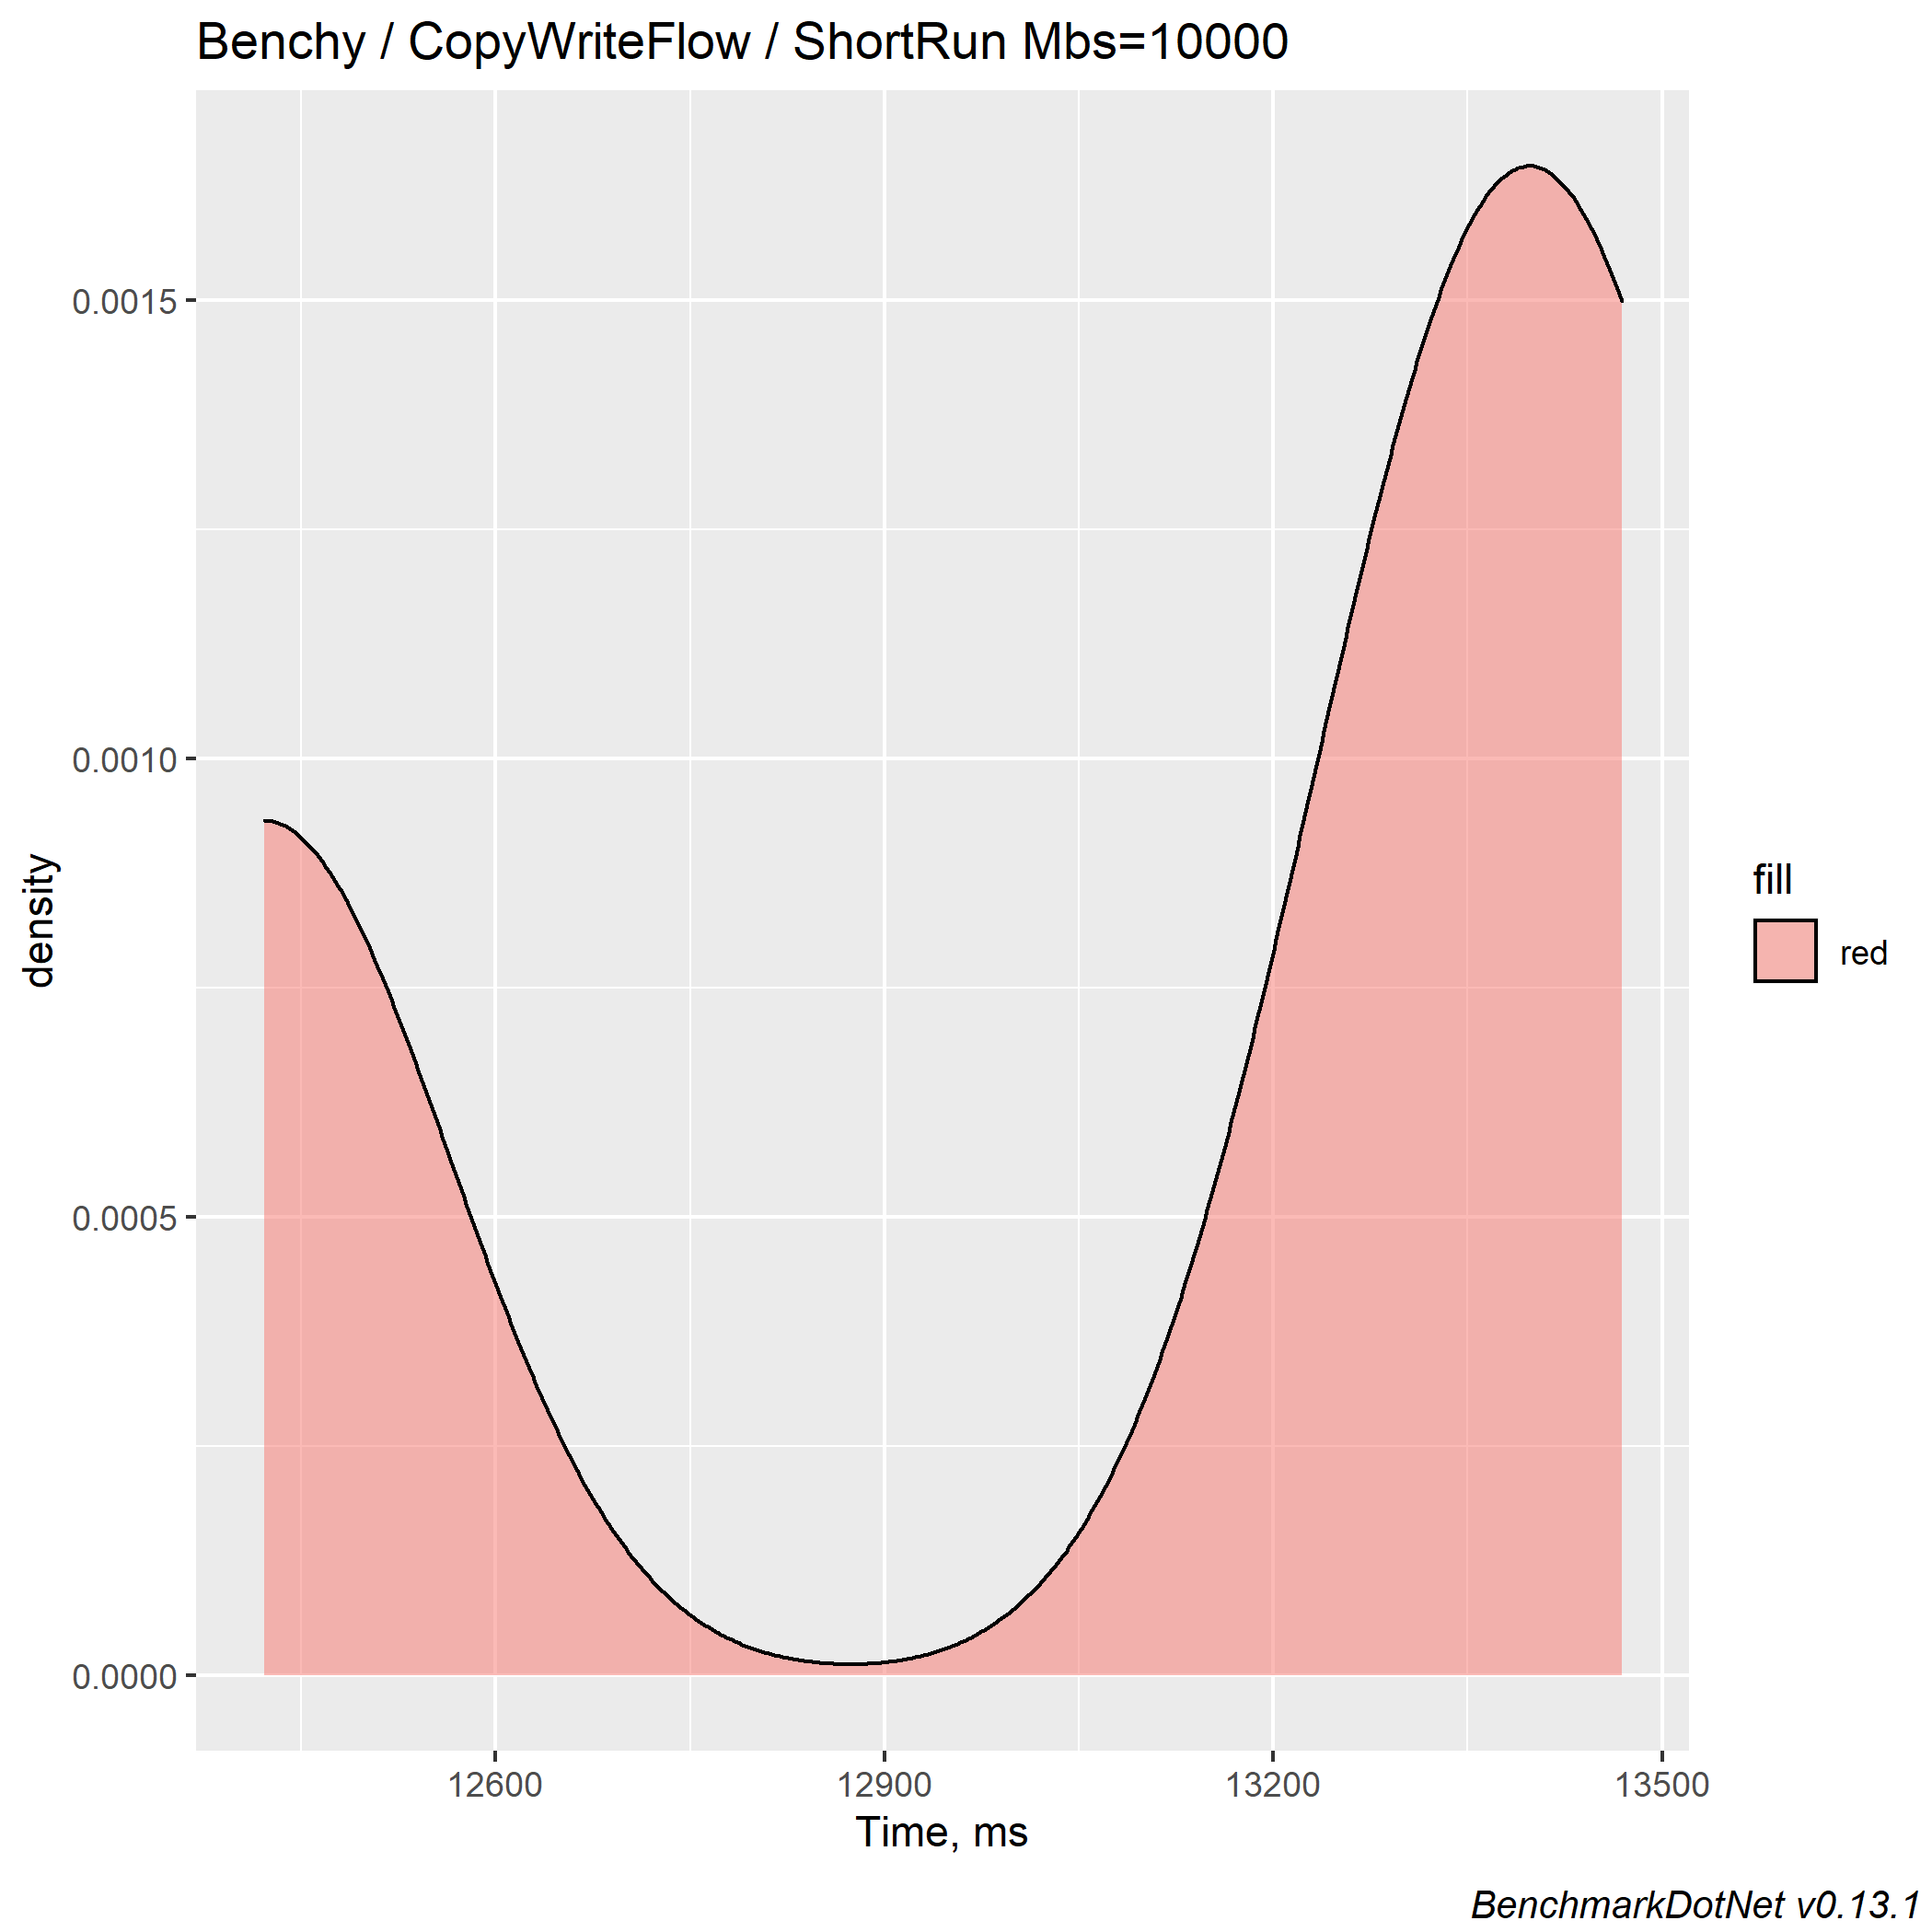 Benchy / CopyWriteFlow / ShortRun Mbs=10000
0.0015
0.0010
0.0005
0.0000
density
12600 12900 13200 13500
Time, ms
fill
red
BenchmarkDotNet v0.13.1